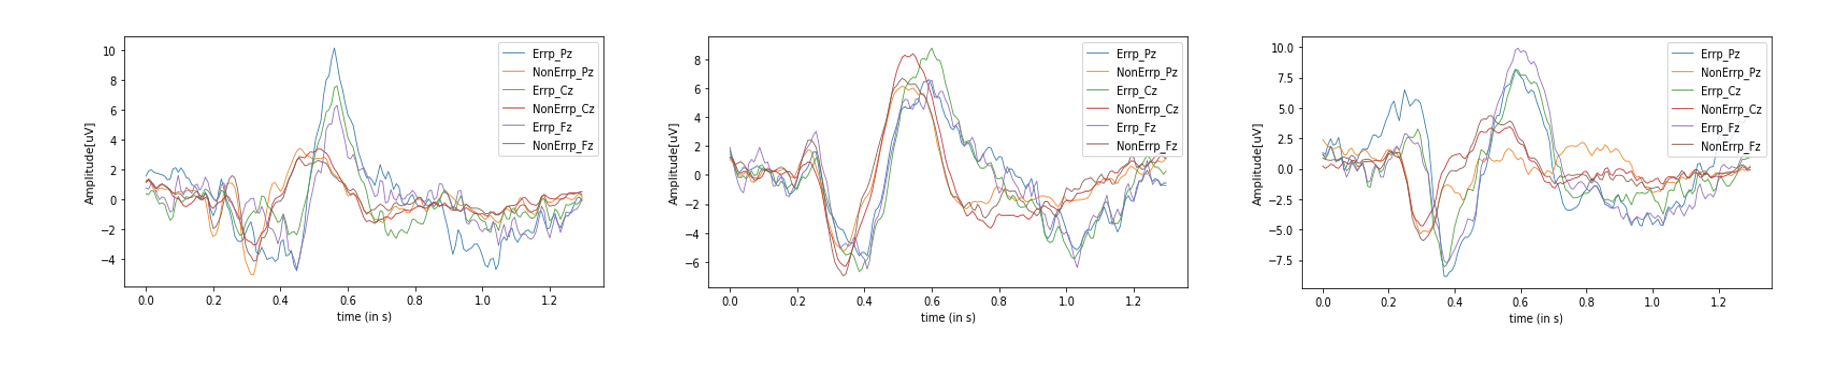 Amplitude[uV]
10
8
6
4
2
0
−2
−4
0.0 0.2 0.4 0.6 0.8 1.0 1.2
time (in s)
Errp_Pz
NonErrp_Pz
Errp_Cz
NonErrp_Cz
Errp_Fz
NonErrp_Fz
Amplitude[uV]
8
6
4
2
0
−2
−4
−6
0.0 0.2 0.4 0.6 0.8 1.0 1.2
time (in s)
Errp_Pz
NonErrp_Pz
Errp_Cz
NonErrp_Cz
Errp_Fz
NonErrp_Fz
Amplitude[uV]
10.0
7.5
5.0
2.5
0.0
−2.5
−5.0
−7.5
0.0 0.2 0.4 0.6 0.8 1.0 1.2
time (in s)
Errp_Pz
NonErrp_Pz
Errp_Cz
NonErrp_Cz
Errp_Fz
NonErrp_Fz